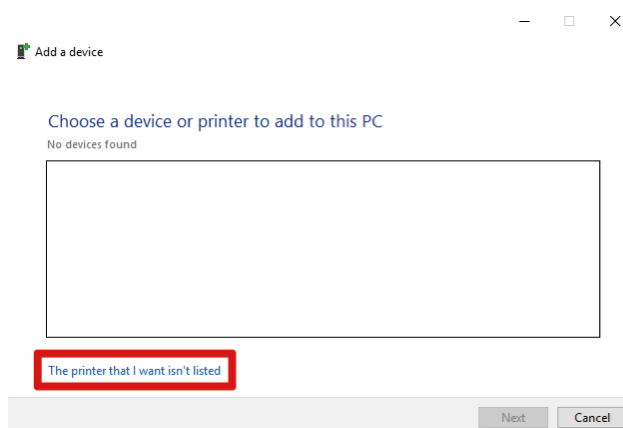 Add a device
Choose a device or printer to add to this PC
No devices found
The printer that I want isn't listed
Next
Cancel